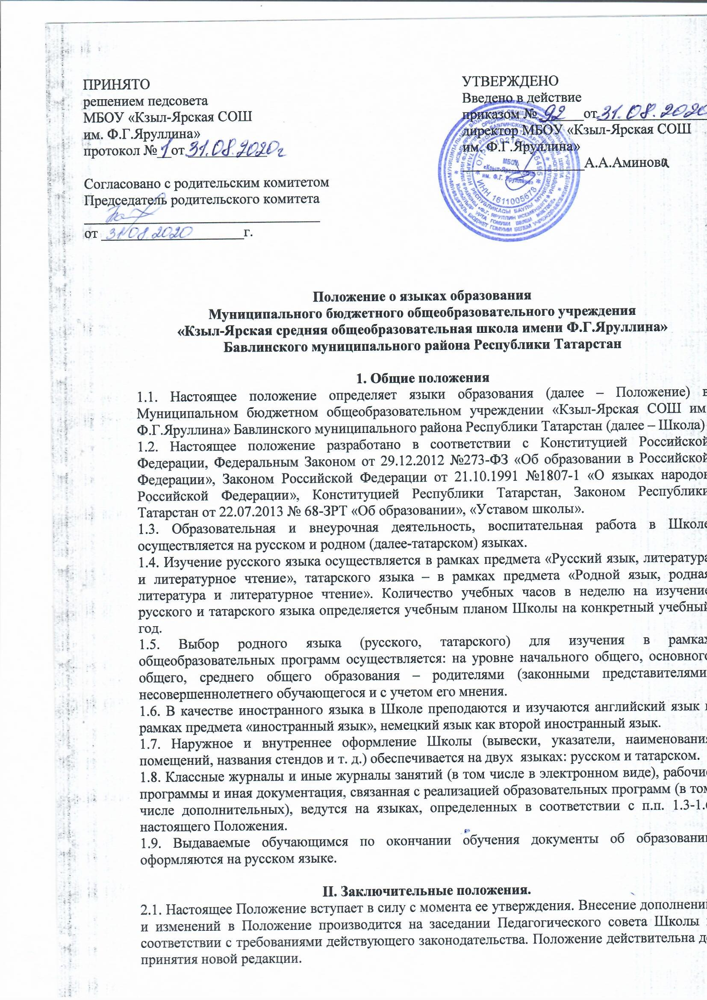 ПРИНЯТО
решением педсовета
МБОУ «Кзыл-Ярская СОШ
им. Ф.Г.Яруллина»
протокол № 1 от 31.08.2020г
Согласовано с родительским комитетом
Председатель родительского комитета
от 31.08.2020 г.
УТВЕРЖДЕНО
Введено в действие
приказом № 92 от 31.08.2020
директор МБОУ «Кзыл-Ярская СОШ
им. Ф.Г.Яруллина»
А.А.Аминова
МБОУ
«Кзыл-Ярская СОШ
им. Ф.Г. Яруллина»
ИНН 1611005678
Положение о языках образования
Муниципального бюджетного общеобразовательного учреждения
«Кзыл-Ярская средняя общеобразовательная школа имени Ф.Г.Яруллина»
Бавлинского муниципального района Республики Татарстан
1. Общие положения
1.1. Настоящее положение определяет языки образования (далее – Положение) в
Муниципальном бюджетном общеобразовательном учреждении «Кзыл-Ярская СОШ им
Ф.Г.Яруллина» Бавлинского муниципального района Республики Татарстан (далее – Школа)
1.2. Настоящее положение разработано в соответствии с Конституцией Российской
Федерации, Федеральным Законом от 29.12.2012 №273-ФЗ «Об образовании в Российской
Федерации», Законом Российской Федерации от 21.10.1991 №1807-1 «О языках народов
Российской Федерации», Конституцией Республики Татарстан, Законом Республики
Татарстан от 22.07.2013 № 68-ЗРТ «Об образовании», «Уставом школы».
1.3. Образовательная и внеурочная деятельность, воспитательная работа в Школе
осуществляется на русском и родном (далее-татарском) языках.
1.4. Изучение русского языка осуществляется в рамках предмета «Русский язык, литература
и литературное чтение», татарского языка – в рамках предмета «Родной язык, родная
литература и литературное чтение». Количество учебных часов в неделю на изучение
русского и татарского языка определяется учебным планом Школы на конкретный учебный
год.
1.5. Выбор родного языка (русского, татарского) для изучения в рамках
общеобразовательных программ осуществляется: на уровне начального общего, основного
общего, среднего общего образования – родителями (законными представителями
несовершеннолетнего обучающегося и с учетом его мнения.
1.6. В качестве иностранного языка в Школе преподаются и изучаются английский язык в
рамках предмета «иностранный язык», немецкий язык как второй иностранный язык.
1.7. Наружное и внутреннее оформление Школы (вывески, указатели, наименования
помещений, названия стендов и т. д.) обеспечивается на двух языках: русском и татарском.
1.8. Классные журналы и иные журналы занятий (в том числе в электронном виде), рабочие
программы и иная документация, связанная с реализацией образовательных программ (в том
числе дополнительных), ведутся на языках, определенных в соответствии с п.п. 1.3-1.6
настоящего Положения.
1.9. Выдаваемые обучающимся по окончании обучения документы об образовании
оформляются на русском языке.
II. Заключительные положения.
2.1. Настоящее Положение вступает в силу с момента ее утверждения. Внесение дополнений
и изменений в Положение производится на заседании Педагогического совета Школы
соответствии с требованиями действующего законодательства. Положение действительна до
принятия новой редакции.